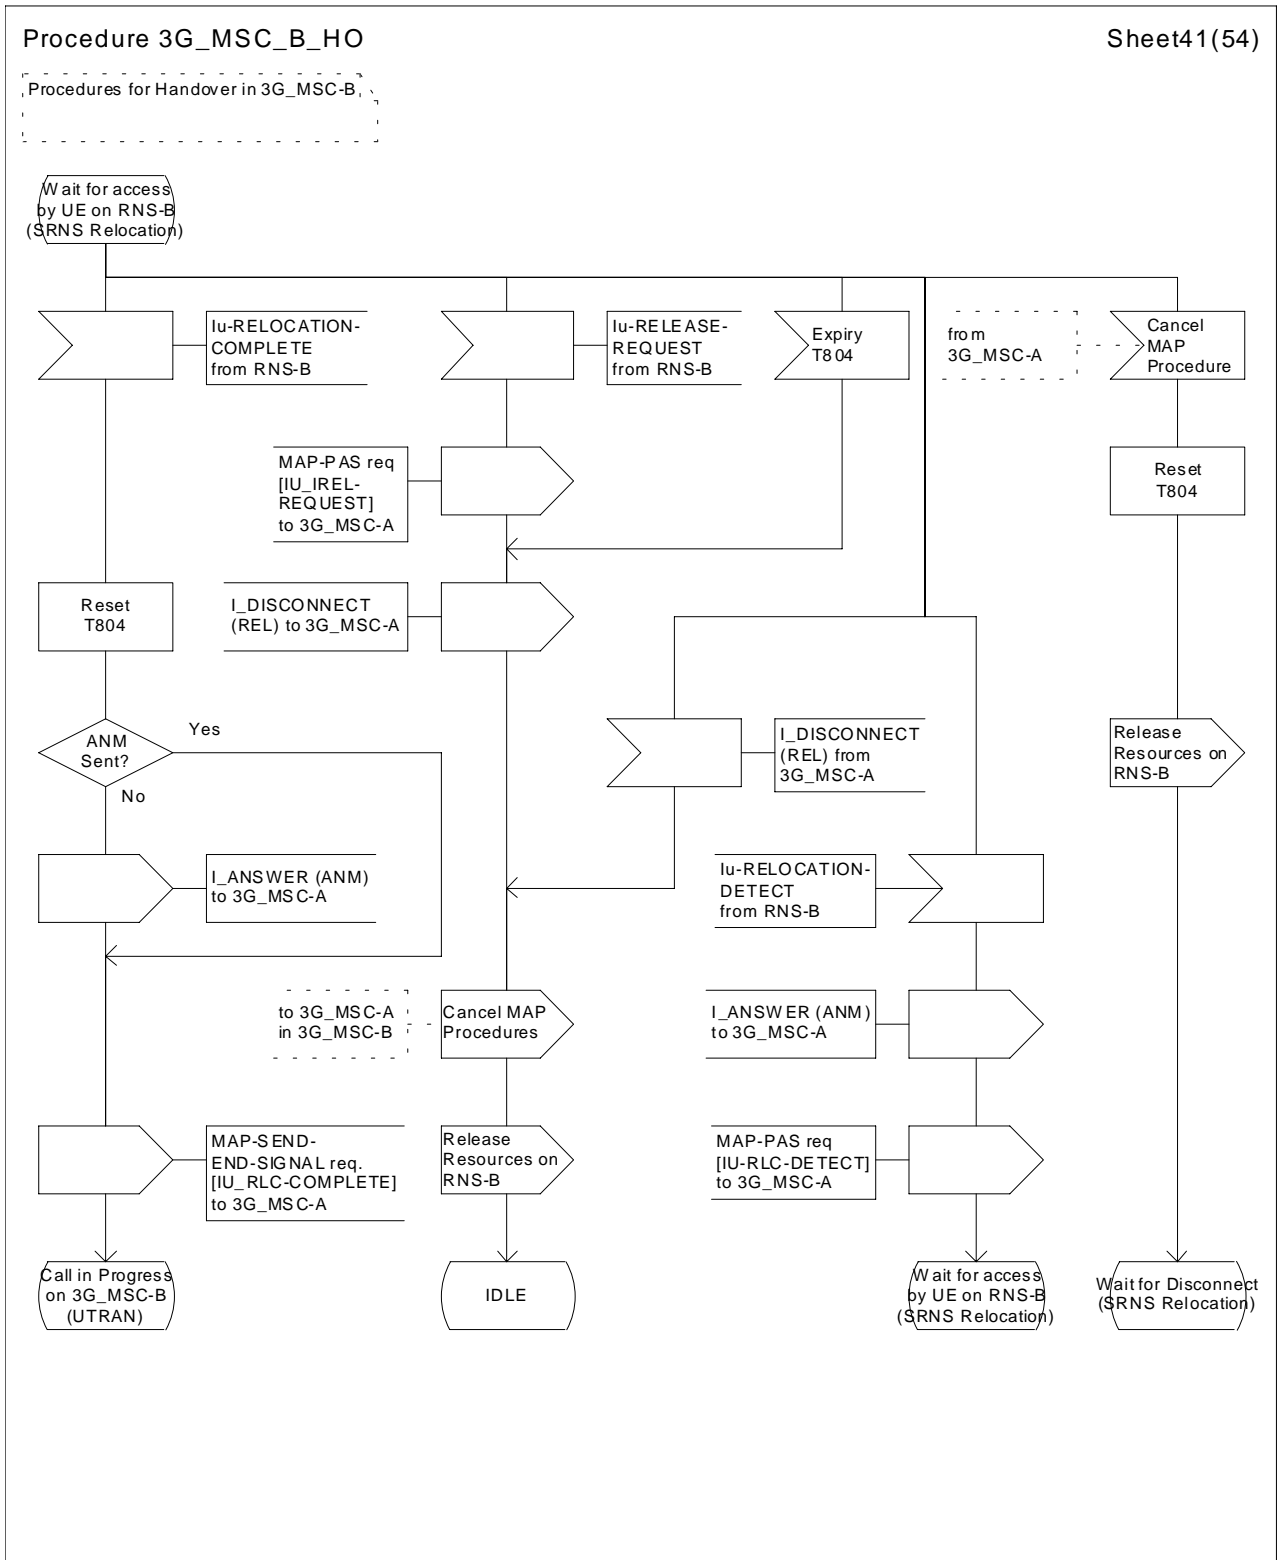 Procedure 3G_MSC_B_HO
Sheet41(54)
Procedures for Handover in 3G_MSC-B
Wait for access
by UE on RNS-B
(SRNS Relocation)
Iu-RELOCATION-
COMPLETE
from RNS-B
Iu-RELEASE-
REQUEST
from RNS-B
Expiry
T804
from
3G_MSC-A
Cancel
MAP
Procedure
MAP-PAS req
[IU_IREL-
REQUEST]
to 3G_MSC-A
Reset
T804
Reset
T804
I_DISCONNECT
(REL) to 3G_MSC-A
ANM
Sent?
Yes
No
I_DISCONNECT
(REL) from
3G_MSC-A
Release
Resources on
RNS-B
I_ANSWER (ANM)
to 3G_MSC-A
Iu-RELOCATION-
DETECT
from RNS-B
to 3G_MSC-A
in 3G_MSC-B
Cancel MAP
Procedures
I_ANSWER (ANM)
to 3G_MSC-A
MAP-SEND-
END-SIGNAL req.
[IU_RLC-COMPLETE]
to 3G_MSC-A
Release
Resources on
RNS-B
MAP-PAS req
[IU-RLC-DETECT]
to 3G_MSC-A
Call in Progress
on 3G_MSC-B
(UTRAN)
IDLE
Wait for access
by UE on RNS-B
(SRNS Relocation)
Wait for Disconnect
(SRNS Relocation)